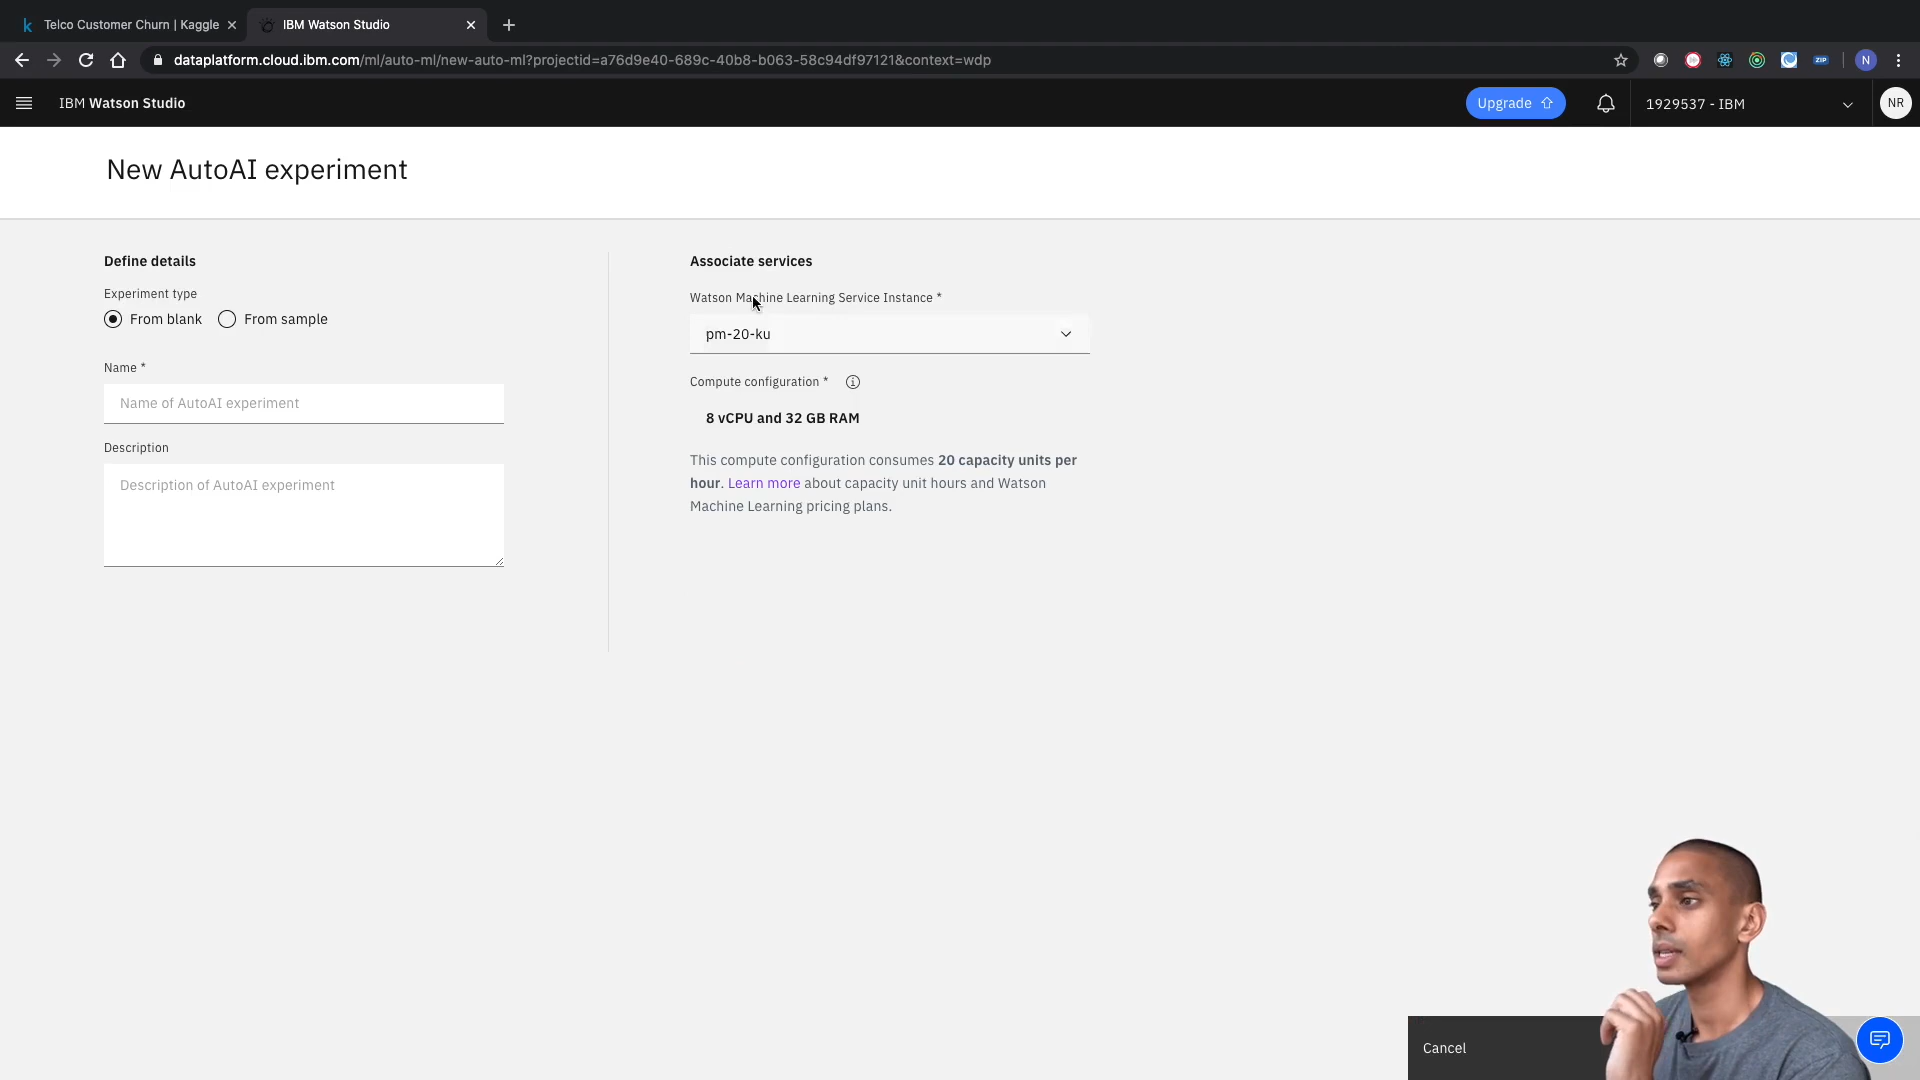 Telco Customer Churn | Kaggle
IBM Watson Studio
dataplatform.cloud.ibm.com/ml/auto-ml/new-auto-ml?projectid=a76d9e40-689c-40b8-b063-58c94df97121&context=wdp
ZIP
N
IBM Watson Studio
Upgrade
1929537 - IBM
NR
New AutoAI experiment
Define details
Experiment type
From blank
From sample
Name *
Name of AutoAI experiment
Description
Description of AutoAI experiment
Associate services
Watson Machine Learning Service Instance *
pm-20-ku
Compute configuration *
8 vCPU and 32 GB RAM
This compute configuration consumes 20 capacity units per
hour. Learn more about capacity unit hours and Watson
Machine Learning pricing plans.
Cancel